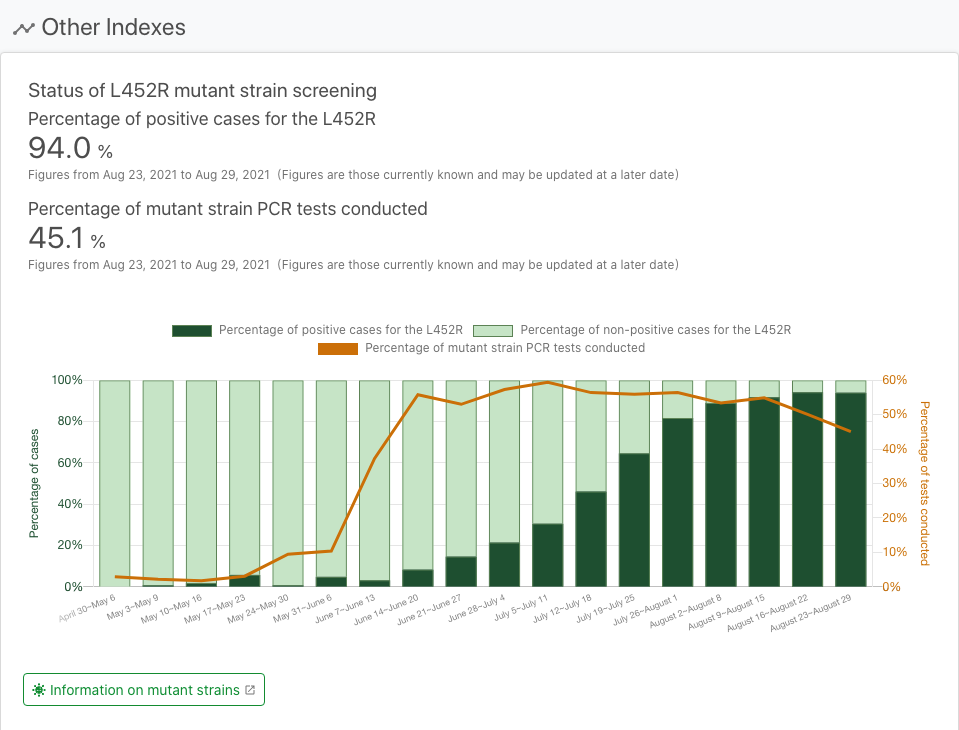 Other Indexes
Status of L452R mutant strain screening
Percentage of positive cases for the L452R
94.0 %
Figures from Aug 23, 2021 to Aug 29, 2021 (Figures are those currently known and may be updated at a later date)
Percentage of mutant strain PCR tests conducted
45.1 %
Figures from Aug 23, 2021 to Aug 29, 2021 (Figures are those currently known and may be updated at a later date)
Percentage of positive cases for the L452R Percentage of non-positive cases for the L452R
Percentage of mutant strain PCR tests conducted
100%
80%
60%
40%
20%
0%
Percentage of cases
60%
50%
40%
30%
20%
10%
0%
Percentage of tests conducted
April 30~May 6
May 3~May 9
May 10~May 16
May 17~May 23
May 24~May 30
May 31~June 6
June 7~June 13
June 14~June 20
June 21~June 27
June 28~July 4
July 5~July 11
July 12~July 18
July 19~July 25
July 26~August 1
August 2~August 8
August 9~August 15
August 16~August 22
August 23~August 29
Information on mutant strains